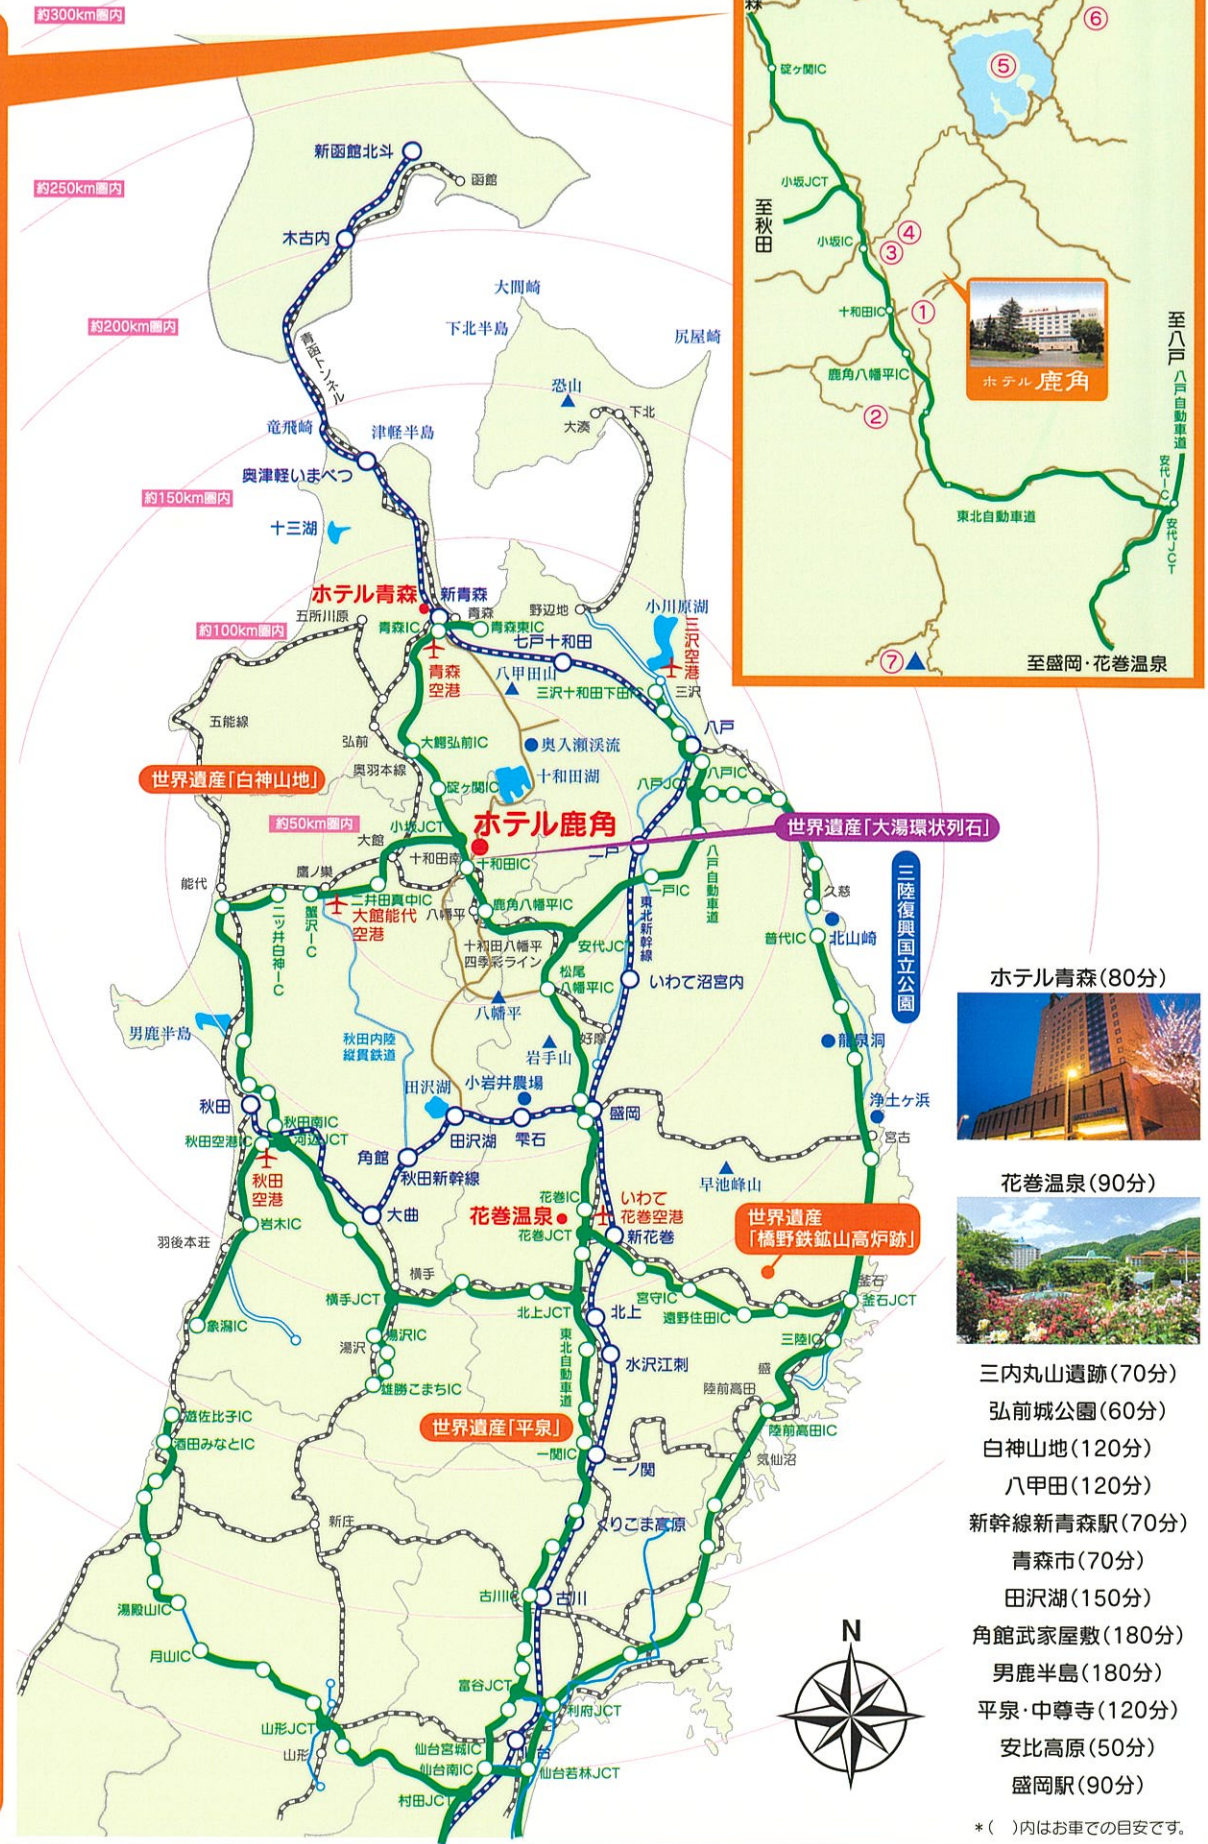 約300km圏内
約250km圏内
約200km圏内
約150km圏内
約100km圏内
約50km圏内
新函館北斗
函館
木古内
青函トンネル
大間崎
下北半島
尻屋崎
恐山
大湊
下北
竜飛崎
津軽半島
奥津軽いまべつ
十三湖
ホテル青森
新青森
青森
五所川原
青森IC
青森東IC
野辺地
小川原湖
三沢空港
七戸十和田
青森
空港
八甲田山
三沢十和田下田IC
三沢
五能線
弘前
大鰐弘前IC
奥入瀬渓流
八戸
奥羽本線
世界遺産「白神山地」
碇ヶ関IC
十和田湖
八戸JCT
八戸IC
小坂JCT
ホテル鹿角
世界遺産「大湯環状列石」
大館
十和田南
十和田IC
二戸
八戸自動車道
能代
鷹ノ巣
二井田真中IC
一戸IC
久慈
三陸復興国立公園
大館能代
空港
八幡平
鹿角八幡平IC
東北新幹線
蟹沢IC
二ッ井白神IC
普代IC
北山崎
十和田八幡平
四季彩ライン
安代JCT
松尾
八幡平IC
いわて沼宮内
八幡平
男鹿半島
秋田内陸
縦貫鉄道
岩手山
好摩
龍泉洞
田沢湖
小岩井農場
浄土ヶ浜
秋田
盛岡
宮古
秋田南IC
田沢湖
雫石
秋田空港IC
河辺JCT
角館
秋田新幹線
早池峰山
秋田
空港
花巻IC
いわて
花巻空港
岩木IC
大曲
花巻温泉
花巻JCT
新花巻
世界遺産
「橋野鉄鉱山高炉跡」
羽後本荘
横手
釜石
釜石JCT
横手JCT
北上JCT
北上
宮守IC
遠野住田IC
象潟IC
湯沢IC
湯沢
東北自動車道
水沢江刺
三陸IC
盛
雄勝こまちIC
陸前高田
遊佐比子IC
世界遺産「平泉」
陸前高田IC
酒田みなとIC
一関IC
一ノ関
気仙沼
新庄
くりこま高原
湯殿山IC
古川IC
古川
月山IC
富谷JCT
利府JCT
山形JCT
山形
仙台宮城IC
仙台
仙台南IC
仙台若林JCT
村田JCT
森
碇ヶ関IC
⑥
⑤
小坂JCT
至秋田
④
小坂IC
③
十和田IC
①
至八戸
鹿角八幡平IC
ホテル 鹿角
八戸自動車道
②
安代IC
東北自動車道
安代JCT
⑦
至盛岡・花巻温泉
ホテル青森(80分)
花巻温泉(90分)
三内丸山遺跡(70分)
弘前城公園(60分)
白神山地(120分)
八甲田(120分)
新幹線新青森駅(70分)
青森市(70分)
田沢湖(150分)
角館武家屋敷(180分)
男鹿半島(180分)
平泉・中尊寺(120分)
安比高原(50分)
盛岡駅(90分)
N
*( )内はお車での目安です。